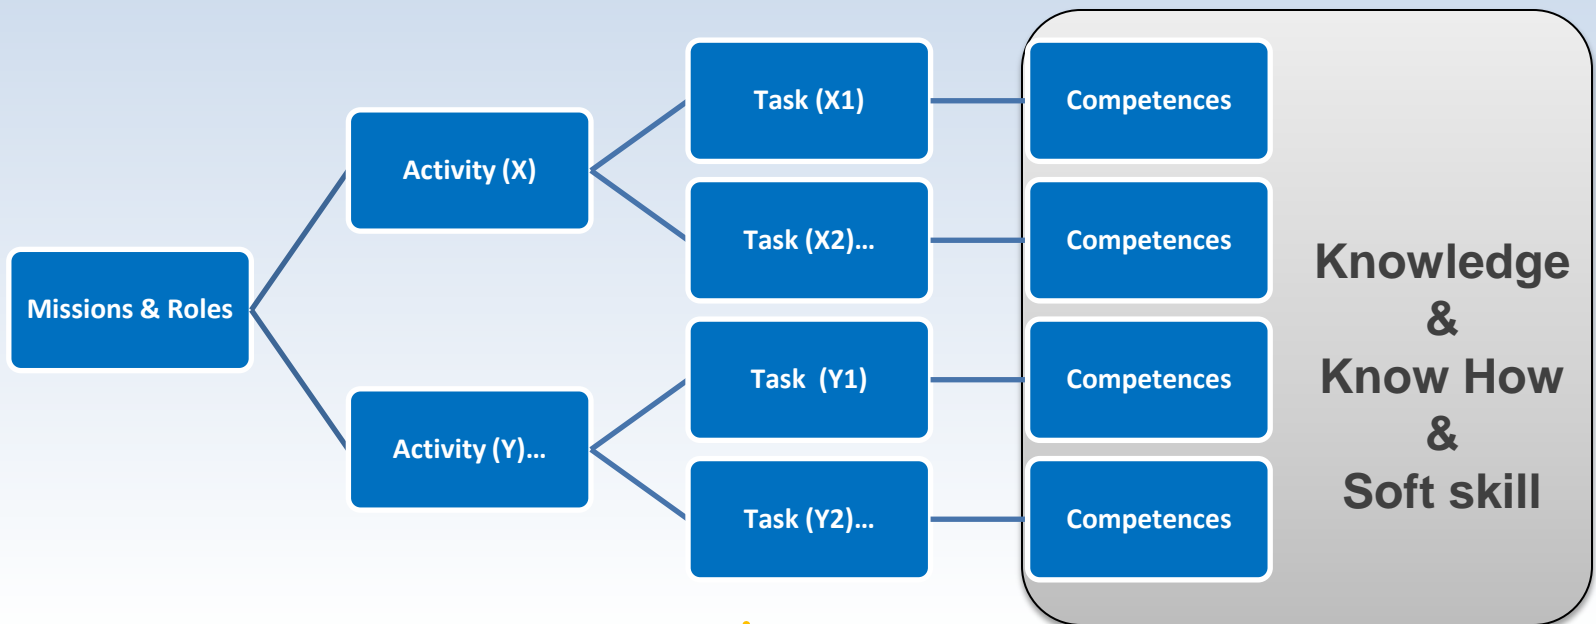 Missions & Roles
Activity (X)
Activity (Y)...
Task (X1)
Task (X2)...
Task (Y1)
Task (Y2)...
Competences
Competences
Competences
Competences
Knowledge
&
Know How
&
Soft skill